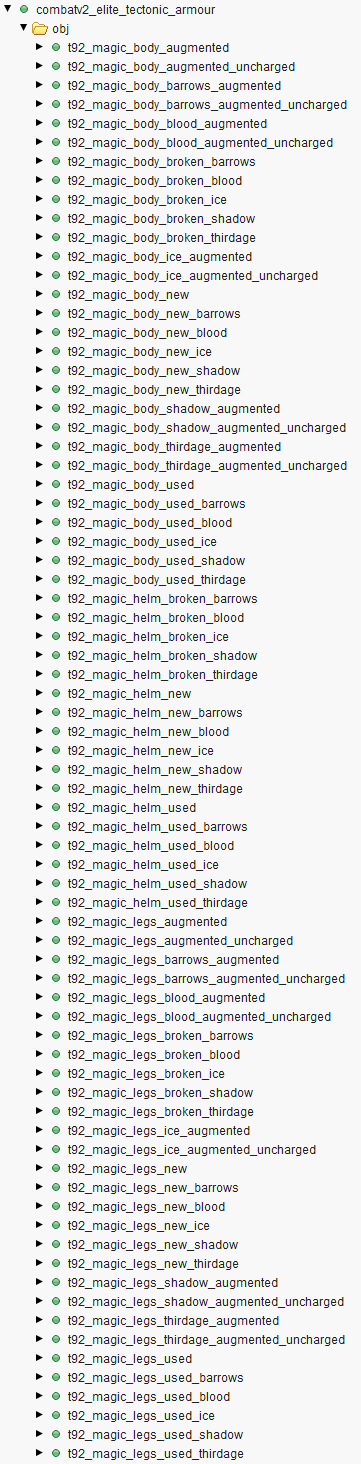 combatv2_elite_tectonic_armour
obj
t92_magic_body_augmented
t92_magic_body_augmented_uncharged
t92_magic_body_barrows_augmented
t92_magic_body_barrows_augmented_uncharged
t92_magic_body_blood_augmented
t92_magic_body_blood_augmented_uncharged
t92_magic_body_broken_barrows
t92_magic_body_broken_blood
t92_magic_body_broken_ice
t92_magic_body_broken_shadow
t92_magic_body_broken_thirdage
t92_magic_body_ice_augmented
t92_magic_body_ice_augmented_uncharged
t92_magic_body_new
t92_magic_body_new_barrows
t92_magic_body_new_blood
t92_magic_body_new_ice
t92_magic_body_new_shadow
t92_magic_body_new_thirdage
t92_magic_body_shadow_augmented
t92_magic_body_shadow_augmented_uncharged
t92_magic_body_thirdage_augmented
t92_magic_body_thirdage_augmented_uncharged
t92_magic_body_used
t92_magic_body_used_barrows
t92_magic_body_used_blood
t92_magic_body_used_ice
t92_magic_body_used_shadow
t92_magic_body_used_thirdage
t92_magic_helm_broken_barrows
t92_magic_helm_broken_blood
t92_magic_helm_broken_ice
t92_magic_helm_broken_shadow
t92_magic_helm_broken_thirdage
t92_magic_helm_new
t92_magic_helm_new_barrows
t92_magic_helm_new_blood
t92_magic_helm_new_ice
t92_magic_helm_new_shadow
t92_magic_helm_new_thirdage
t92_magic_helm_used
t92_magic_helm_used_barrows
t92_magic_helm_used_blood
t92_magic_helm_used_ice
t92_magic_helm_used_shadow
t92_magic_helm_used_thirdage
t92_magic_legs_augmented
t92_magic_legs_augmented_uncharged
t92_magic_legs_barrows_augmented
t92_magic_legs_barrows_augmented_uncharged
t92_magic_legs_blood_augmented
t92_magic_legs_blood_augmented_uncharged
t92_magic_legs_broken_barrows
t92_magic_legs_broken_blood
t92_magic_legs_broken_ice
t92_magic_legs_broken_shadow
t92_magic_legs_broken_thirdage
t92_magic_legs_ice_augmented
t92_magic_legs_ice_augmented_uncharged
t92_magic_legs_new
t92_magic_legs_new_barrows
t92_magic_legs_new_blood
t92_magic_legs_new_ice
t92_magic_legs_new_shadow
t92_magic_legs_new_thirdage
t92_magic_legs_shadow_augmented
t92_magic_legs_shadow_augmented_uncharged
t92_magic_legs_thirdage_augmented
t92_magic_legs_thirdage_augmented_uncharged
t92_magic_legs_used
t92_magic_legs_used_barrows
t92_magic_legs_used_blood
t92_magic_legs_used_ice
t92_magic_legs_used_shadow
t92_magic_legs_used_thirdage